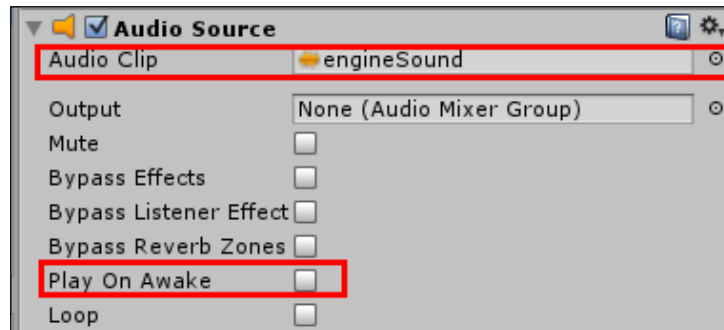 Audio Source
Audio Clip engineSound
Output None (Audio Mixer Group)
Mute
Bypass Effects
Bypass Listener Effect
Bypass Reverb Zones
Play On Awake
Loop